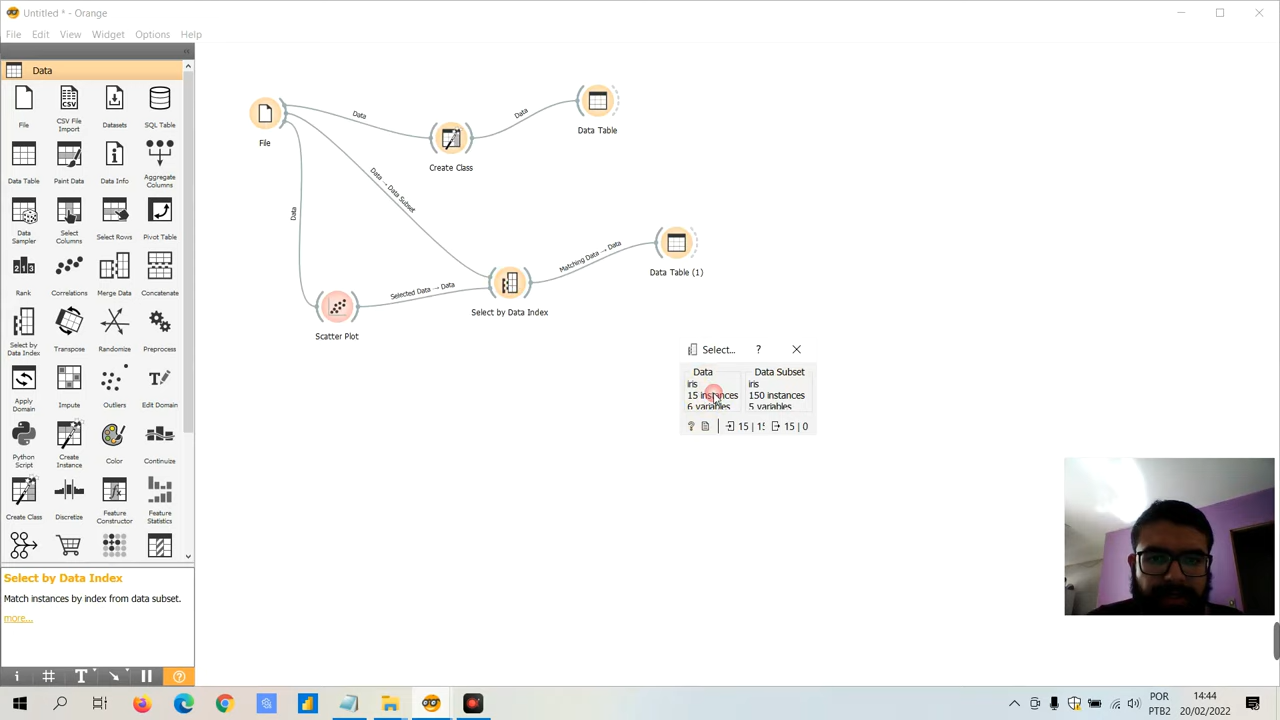 Untitled * - Orange
File Edit View Widget Options Help
Data
File
CSV File Import
Datasets
SQL Table
Data Table
Paint Data
Data Info
Aggregate Columns
Data Sampler
Select Columns
Select Rows
Pivot Table
Rank
Correlations
Merge Data
Concatenate
Select by Data Index
Transpose
Randomize
Preprocess
Apply Domain
Impute
Outliers
Edit Domain
Python Script
Create Instance
Color
Continuize
Create Class
Discretize
Feature Constructor
Feature Statistics
Select by Data Index
Match instances by index from data subset.
more...
File
Data
Create Class
Data
Data Table
Data → Data Subset
Data
Scatter Plot
Selected Data → Data
Select by Data Index
Matching Data → Data
Data Table (1)
Select... ?
Data
iris
15 instances
6 variables
Data Subset
iris
150 instances
5 variables
? 15 | 15 15 | 0
POR
PTB2
14:44
20/02/2022